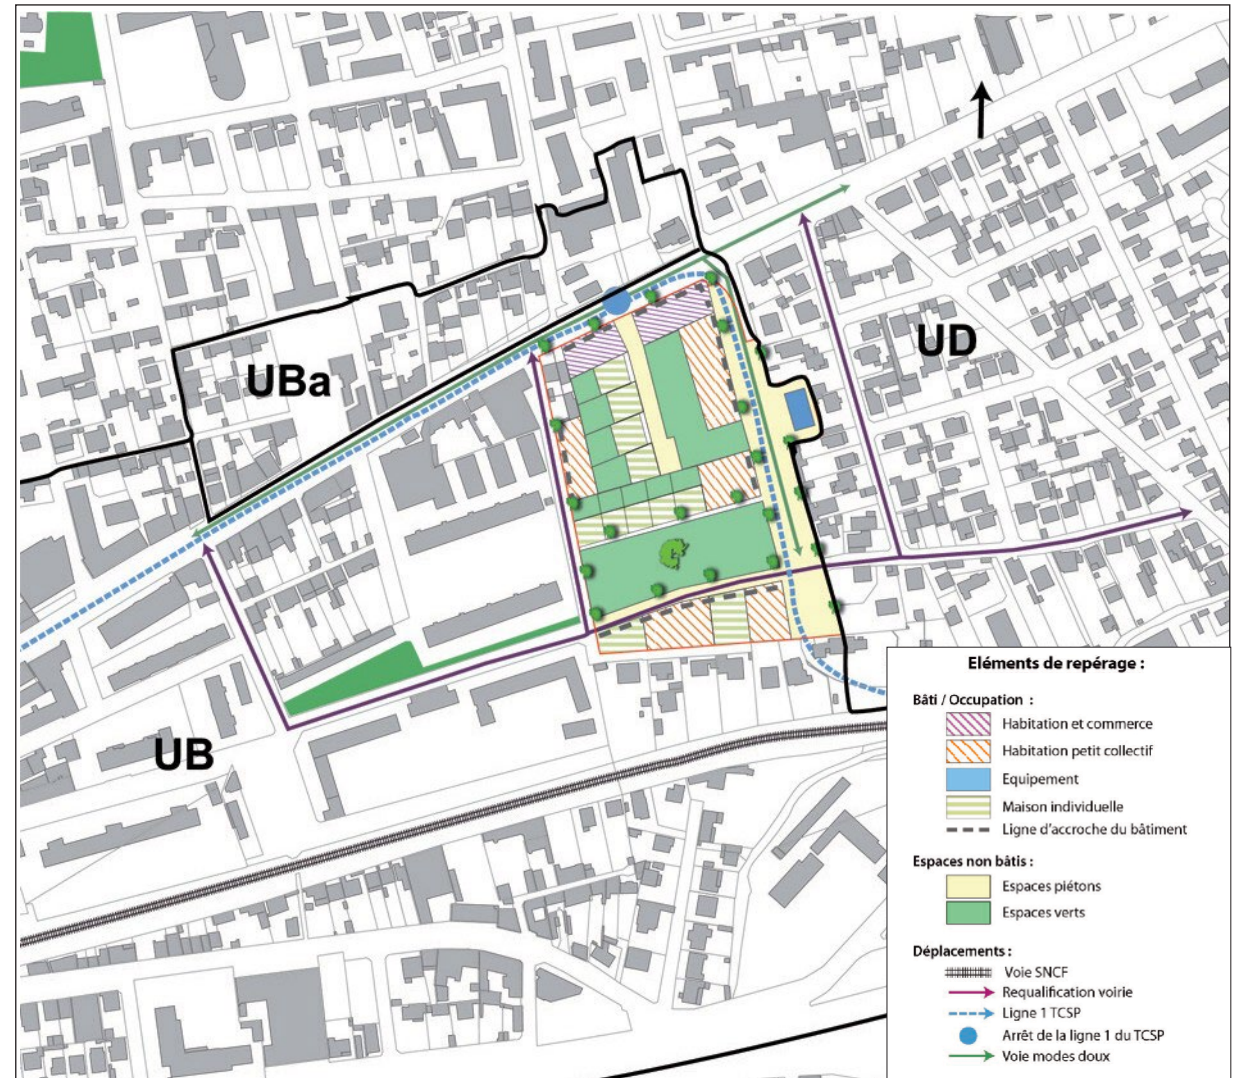 UBa
UD
UB
Eléments de repérage :
Bâti / Occupation :
Habitation et commerce
Habitation petit collectif
Equipement
Maison individuelle
Ligne d'accroche du bâtiment
Espaces non bâtis :
Espaces piétons
Espaces verts
Déplacements :
Voie SNCF
Requalification voirie
Ligne 1 TCSP
Arrêt de la ligne 1 du TCSP
Voie modes doux